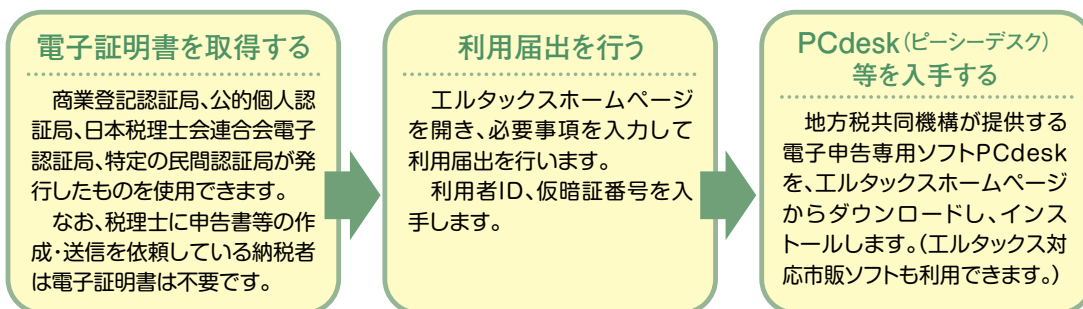 電子証明書を取得する
商業登記認証局、公的個人認
証局、日本税理士会連合会電子
認証局、特定の民間認証局が発
行したものを使用できます。
なお、税理士に申告書等の作
成・送信を依頼している納税者
は電子証明書は不要です。
利用届出を行う
エルタックスホームページ
を開き、必要事項を入力して
利用届出を行います。
利用者ID、仮暗証番号を入
手します。
PCdesk(ピーシーデスク)
等を入手する
地方税共同機構が提供する
電子申告専用ソフトPCdesk
を、エルタックスホームページ
からダウンロードし、インス
トールします。(エルタックス対
応市販ソフトも利用できます。)